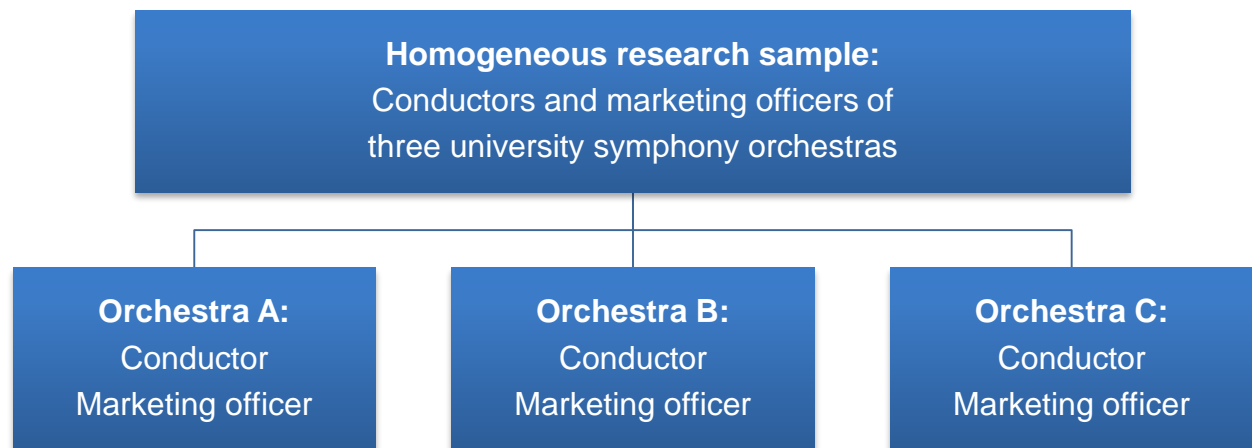 Homogeneous research sample:
Conductors and marketing officers of
three university symphony orchestras
Orchestra A:
Conductor
Marketing officer
Orchestra B:
Conductor
Marketing officer
Orchestra C:
Conductor
Marketing officer